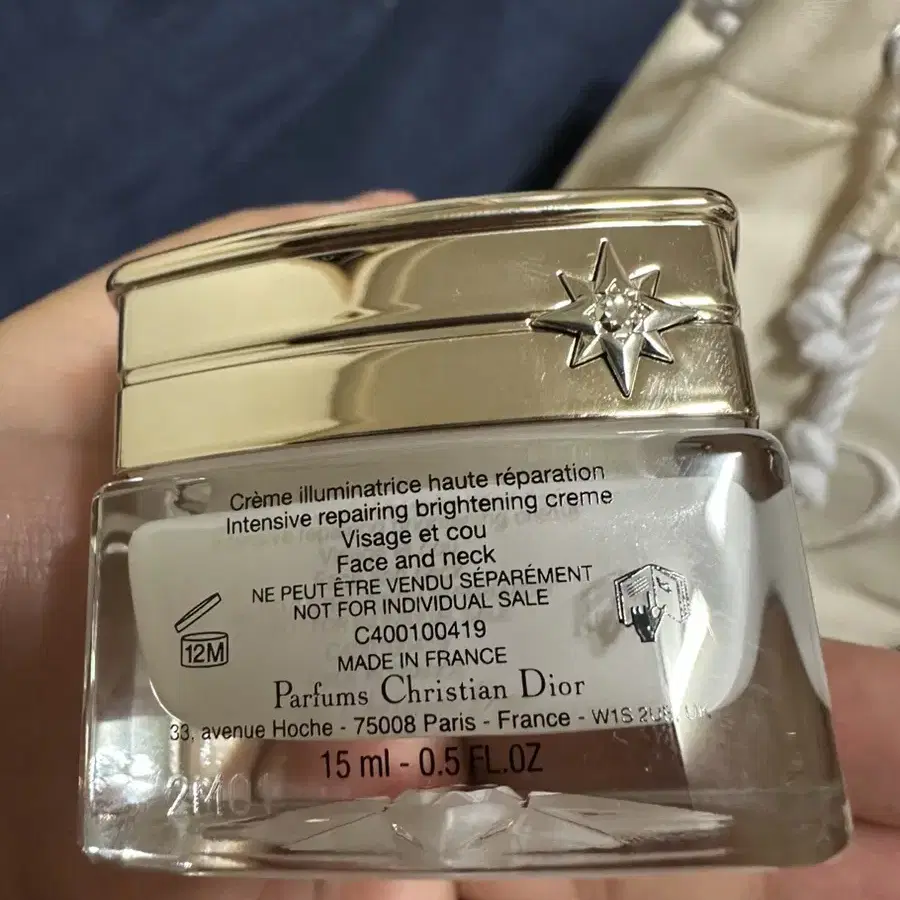 Crème illuminatrice haute réparation
Intensive repairing brightening creme
Visage et cou
Face and neck
NE PEUT ÊTRE VENDU SÉPARÉMENT
NOT FOR INDIVIDUAL SALE
C400100419
12M
MADE IN FRANCE
Parfums Christian Dior
33, avenue Hoche - 75008 Paris - France - W1S
15 ml - 0.5 FL.OZ